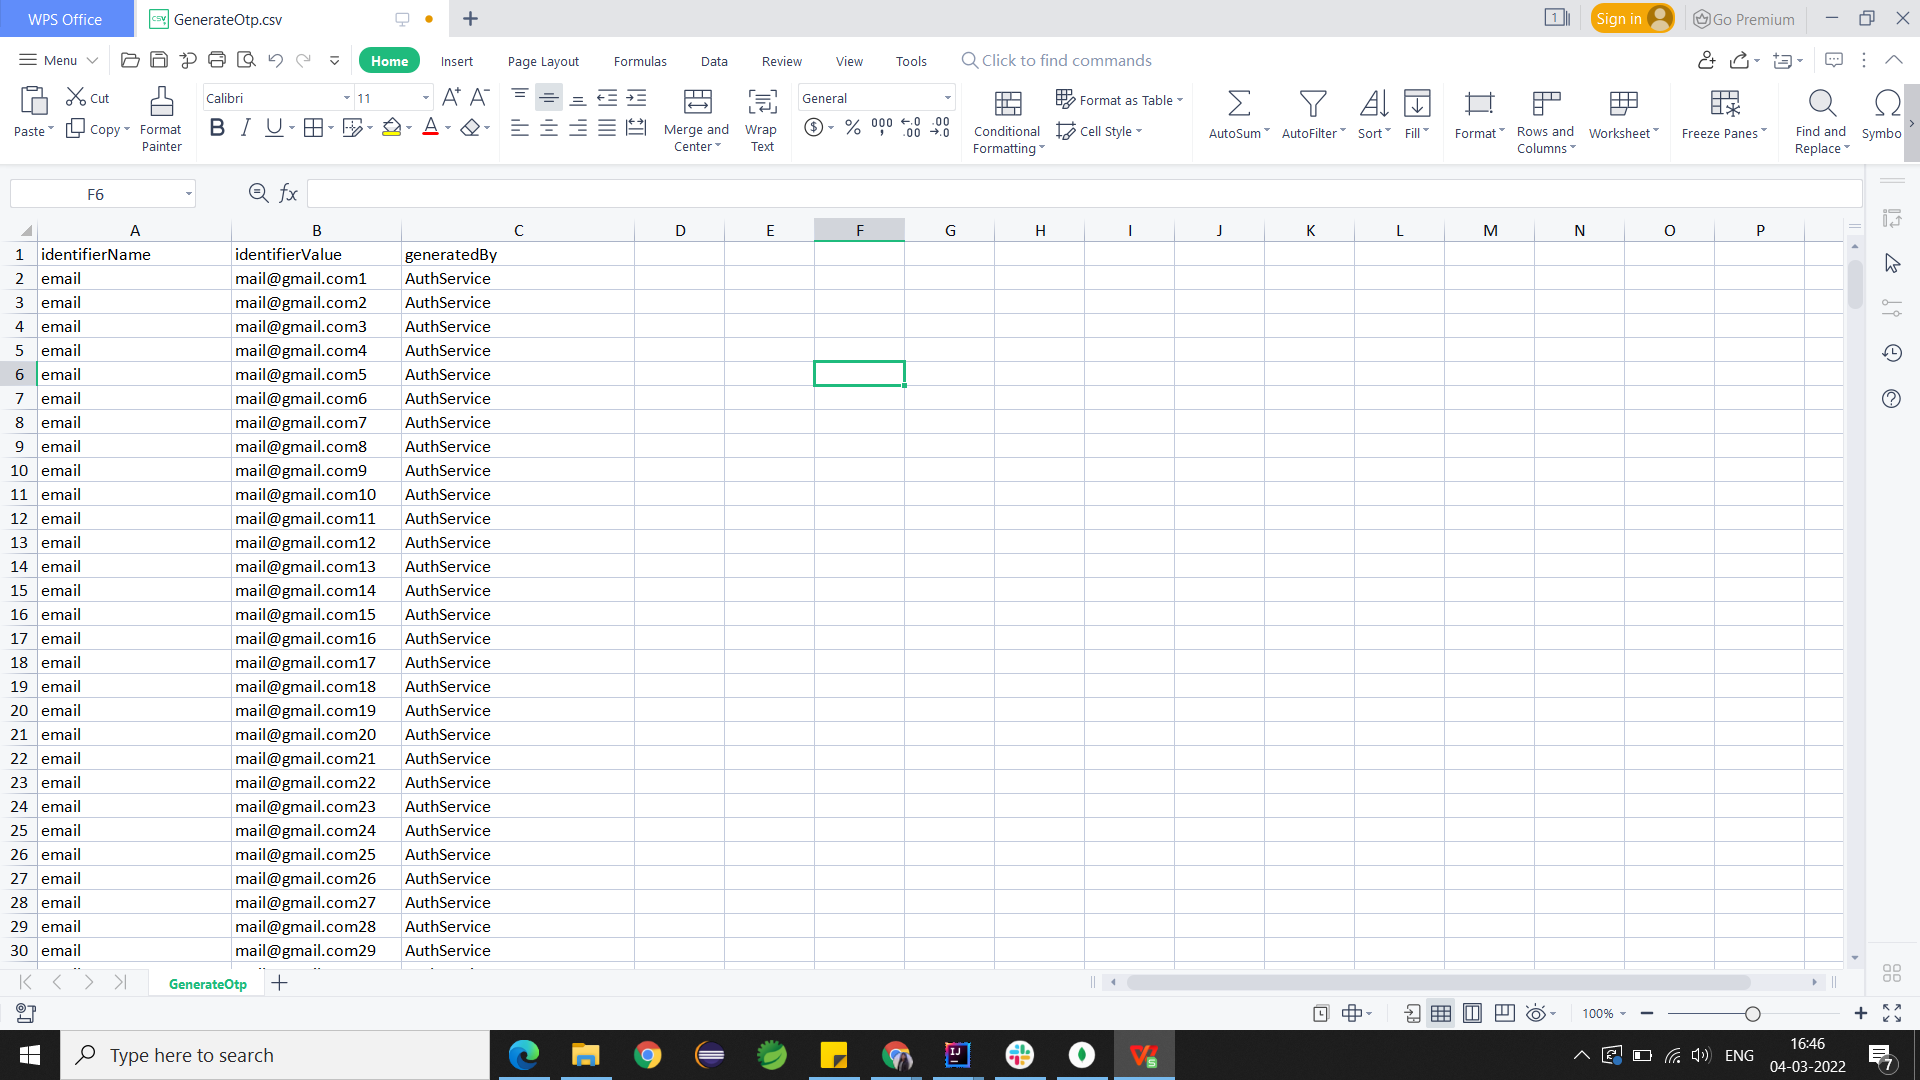 WPS Office GenerateOtp.csv Sign in Go Premium
Menu Home Insert Page Layout Formulas Data Review View Tools Click to find commands
Paste Cut Copy Format Painter Calibri 11 Merge and Center Wrap Text General Conditional Formatting Format as Table Cell Style AutoSum AutoFilter Sort Fill Format Rows and Columns Worksheet Freeze Panes Find and Replace Symbo
F6 fx
A B C D E F G H I J K L M N O P
1 identifierName identifierValue generatedBy
2 email mail@gmail.com1 AuthService
3 email mail@gmail.com2 AuthService
4 email mail@gmail.com3 AuthService
5 email mail@gmail.com4 AuthService
6 email mail@gmail.com5 AuthService
7 email mail@gmail.com6 AuthService
8 email mail@gmail.com7 AuthService
9 email mail@gmail.com8 AuthService
10 email mail@gmail.com9 AuthService
11 email mail@gmail.com10 AuthService
12 email mail@gmail.com11 AuthService
13 email mail@gmail.com12 AuthService
14 email mail@gmail.com13 AuthService
15 email mail@gmail.com14 AuthService
16 email mail@gmail.com15 AuthService
17 email mail@gmail.com16 AuthService
18 email mail@gmail.com17 AuthService
19 email mail@gmail.com18 AuthService
20 email mail@gmail.com19 AuthService
21 email mail@gmail.com20 AuthService
22 email mail@gmail.com21 AuthService
23 email mail@gmail.com22 AuthService
24 email mail@gmail.com23 AuthService
25 email mail@gmail.com24 AuthService
26 email mail@gmail.com25 AuthService
27 email mail@gmail.com26 AuthService
28 email mail@gmail.com27 AuthService
29 email mail@gmail.com28 AuthService
30 email mail@gmail.com29 AuthService
GenerateOtp
100%
Type here to search ENG 16:46
04-03-2022 7